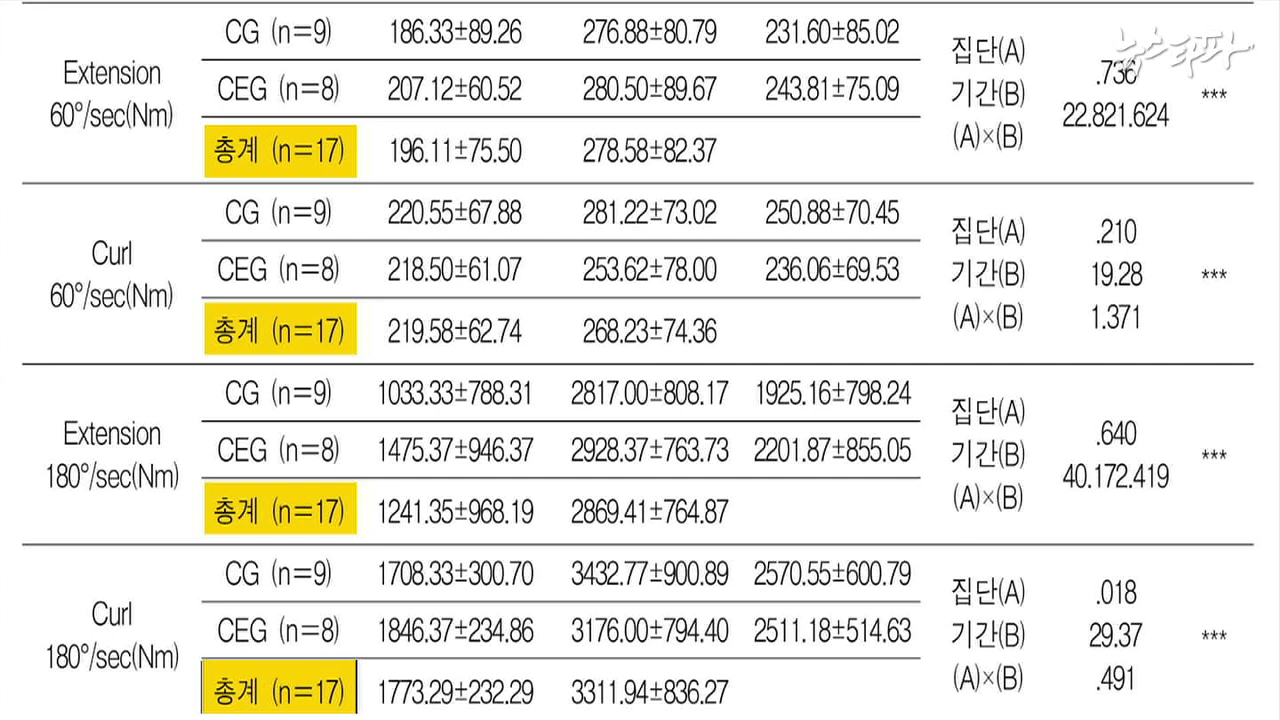 CG (n=9) 186.33±89.26 276.88±80.79 231.60±85.02
Extension 60°/sec(Nm)
CEG (n=8) 207.12±60.52 280.50±89.67 243.81±75.09
총계 (n=17) 196.11±75.50 278.58±82.37
집단(A) .736
기간(B) 22.821.624 ***
(A)×(B)
뉴스타파
CG (n=9) 220.55±67.88 281.22±73.02 250.88±70.45
Curl 60°/sec(Nm)
CEG (n=8) 218.50±61.07 253.62±78.00 236.06±69.53
총계 (n=17) 219.58±62.74 268.23±74.36
집단(A) .210
기간(B) 19.28 ***
(A)×(B) 1.371
CG (n=9) 1033.33±788.31 2817.00±808.17 1925.16±798.24
Extension 180°/sec(Nm)
CEG (n=8) 1475.37±946.37 2928.37±763.73 2201.87±855.05
총계 (n=17) 1241.35±968.19 2869.41±764.87
집단(A) .640
기간(B) 40.172.419 ***
(A)×(B)
CG (n=9) 1708.33±300.70 3432.77±900.89 2570.55±600.79
Curl 180°/sec(Nm)
CEG (n=8) 1846.37±234.86 3176.00±794.40 2511.18±514.63
총계 (n=17) 1773.29±232.29 3311.94±836.27
집단(A) .018
기간(B) 29.37 ***
(A)×(B) .491